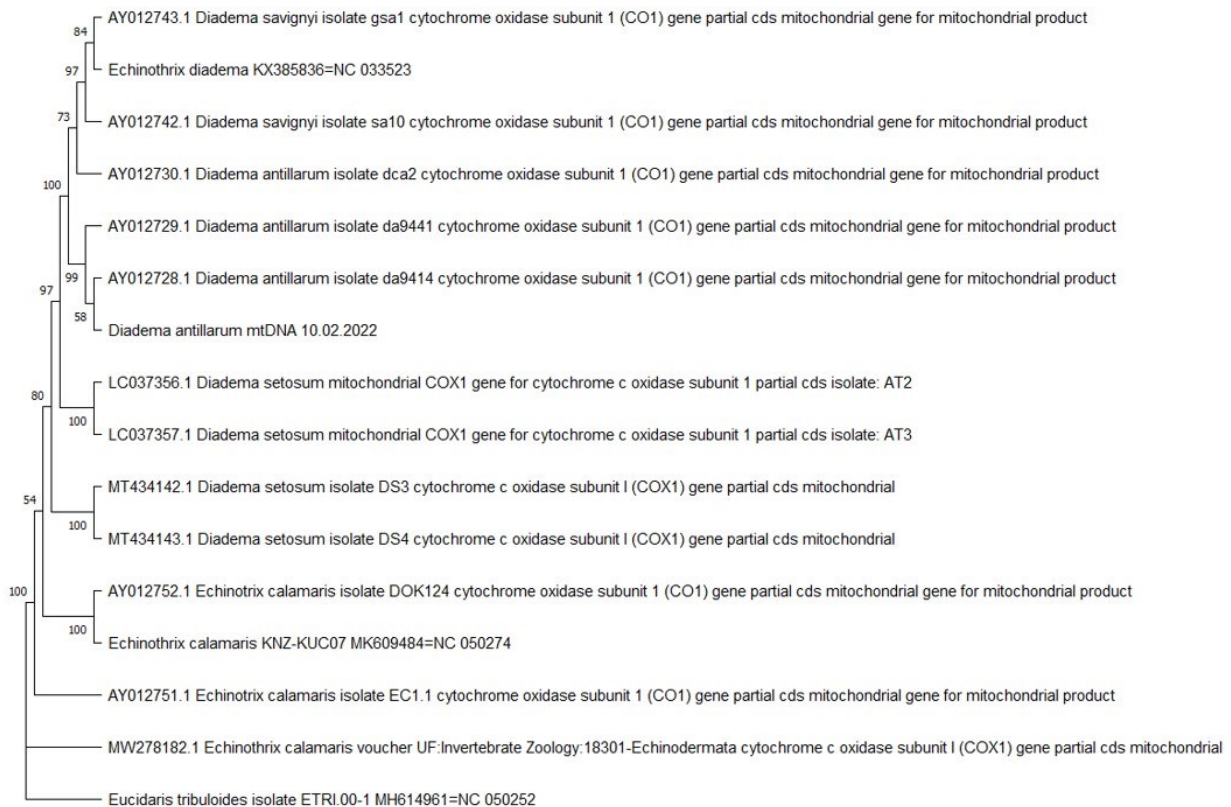 AY012743.1 Diadema savignyi isolate gsa1 cytochrome oxidase subunit 1 (CO1) gene partial cds mitochondrial gene for mitochondrial product
84
Echinothrix diadema KX385836=NC 033523
97
AY012742.1 Diadema savignyi isolate sa10 cytochrome oxidase subunit 1 (CO1) gene partial cds mitochondrial gene for mitochondrial product
73
AY012730.1 Diadema antillarum isolate dca2 cytochrome oxidase subunit 1 (CO1) gene partial cds mitochondrial gene for mitochondrial product
100
AY012729.1 Diadema antillarum isolate da9441 cytochrome oxidase subunit 1 (CO1) gene partial cds mitochondrial gene for mitochondrial product
99
AY012728.1 Diadema antillarum isolate da9414 cytochrome oxidase subunit 1 (CO1) gene partial cds mitochondrial gene for mitochondrial product
97
58
Diadema antillarum mtDNA 10.02.2022
LC037356.1 Diadema setosum mitochondrial COX1 gene for cytochrome c oxidase subunit 1 partial cds isolate: AT2
80
100
LC037357.1 Diadema setosum mitochondrial COX1 gene for cytochrome c oxidase subunit 1 partial cds isolate: AT3
MT434142.1 Diadema setosum isolate DS3 cytochrome c oxidase subunit I (COX1) gene partial cds mitochondrial
54
100
MT434143.1 Diadema setosum isolate DS4 cytochrome c oxidase subunit I (COX1) gene partial cds mitochondrial
100
AY012752.1 Echinotrix calamaris isolate DOK124 cytochrome oxidase subunit 1 (CO1) gene partial cds mitochondrial gene for mitochondrial product
100
Echinothrix calamaris KNZ-KUC07 MK609484=NC 050274
AY012751.1 Echinotrix calamaris isolate EC1.1 cytochrome oxidase subunit 1 (CO1) gene partial cds mitochondrial gene for mitochondrial product
MW278182.1 Echinothrix calamaris voucher UF:Invertebrate Zoology:18301-Echinodermata cytochrome c oxidase subunit I (COX1) gene partial cds mitochondrial
Eucidaris tribuloides isolate ETRI.00-1 MH614961=NC 050252